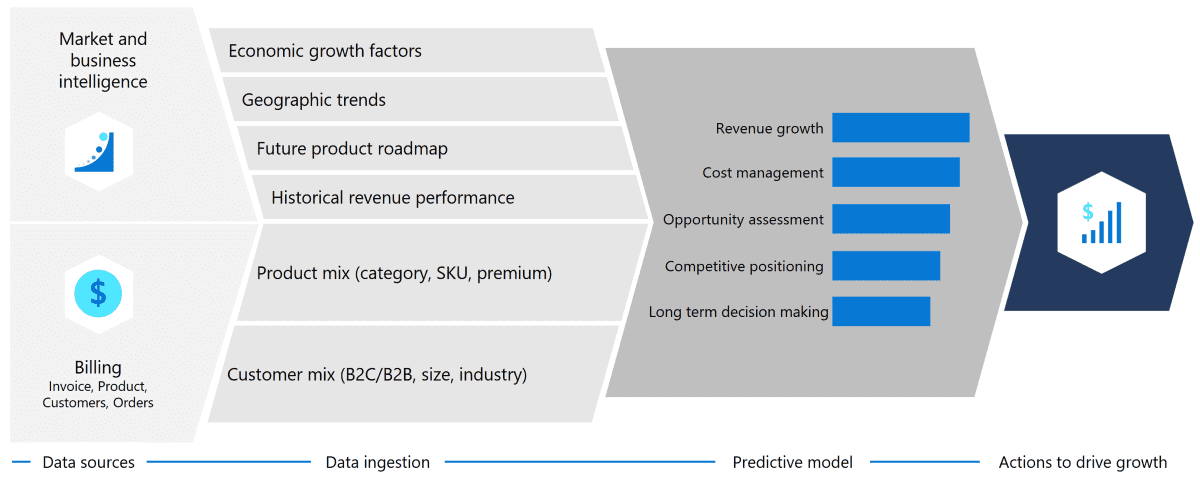 Market and
business
intelligence
Economic growth factors
Geographic trends
Future product roadmap
Historical revenue performance
$
Billing
Invoice, Product,
Customers, Orders
Product mix (category, SKU, premium)
Customer mix (B2C/B2B, size, industry)
Revenue growth
Cost management
Opportunity assessment
Competitive positioning
Long term decision making
$
Data sources
Data ingestion
Predictive model
Actions to drive growth